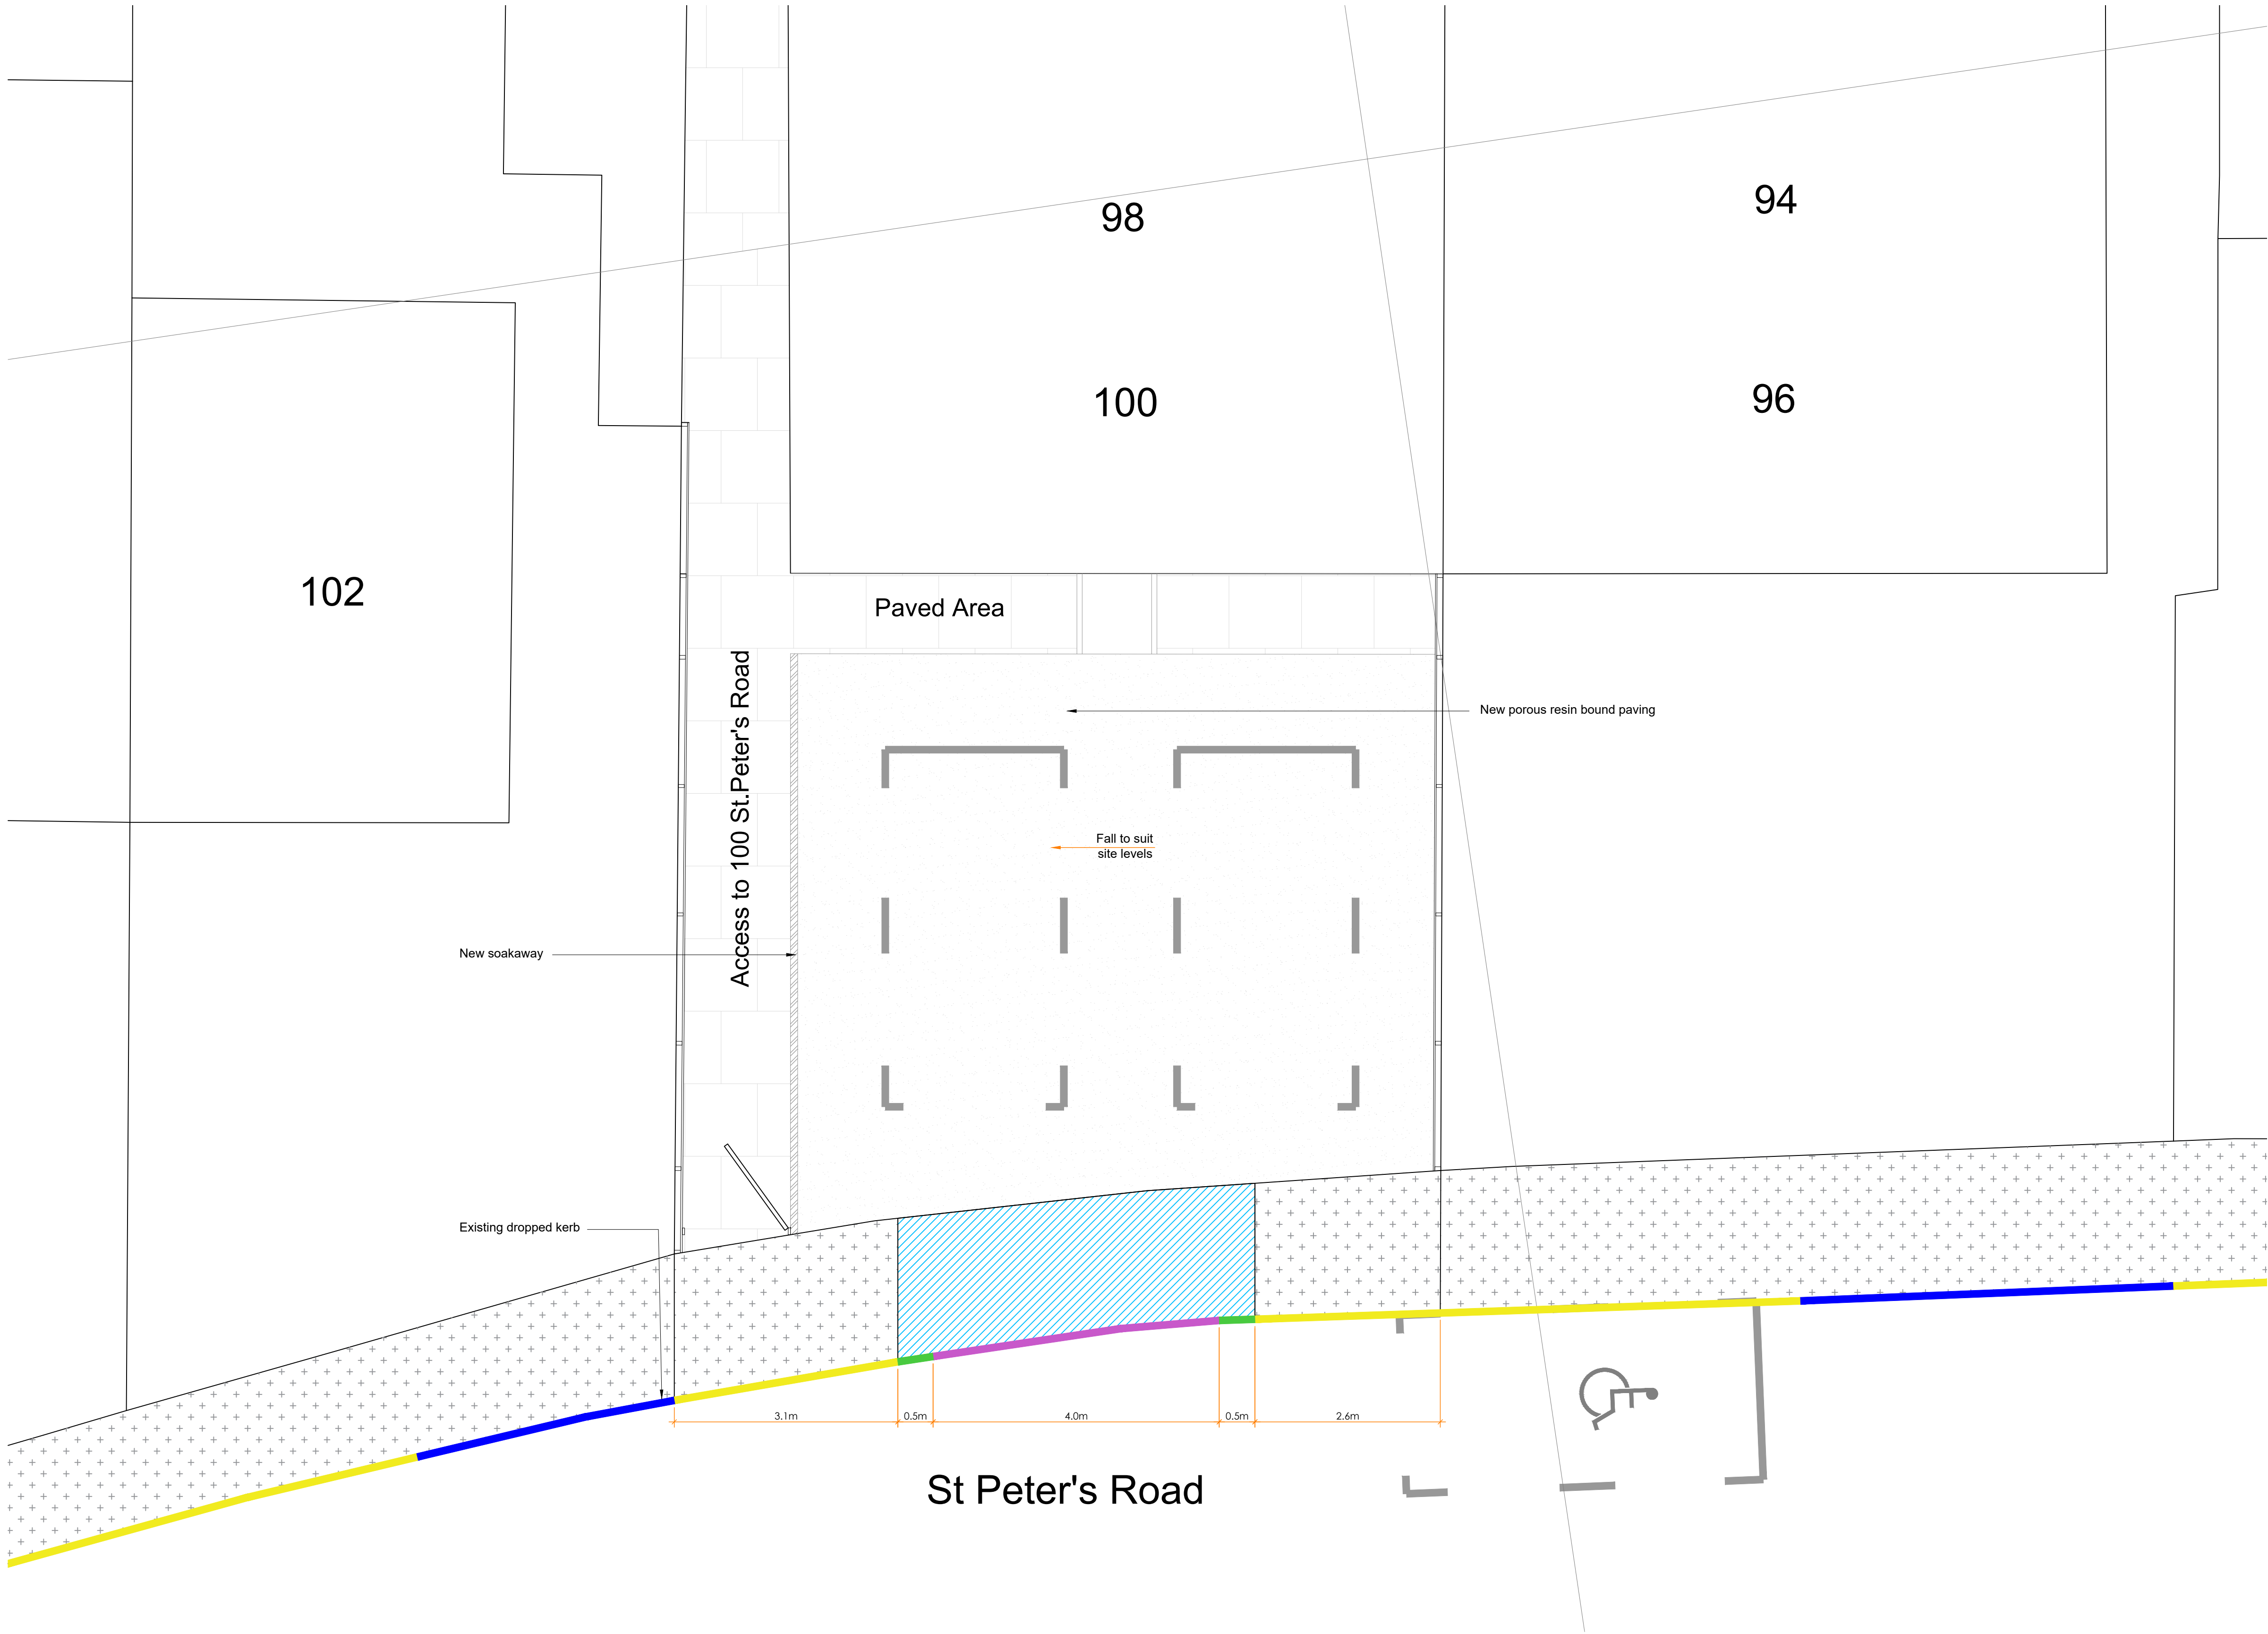 98
94
100
96
102
Paved Area
Access to 100 St.Peter's Road
New porous resin bound paving
Fall to suit
site levels
New soakaway
Existing dropped kerb
3.1m
0.5m
4.0m
0.5m
2.6m
St Peter's Road